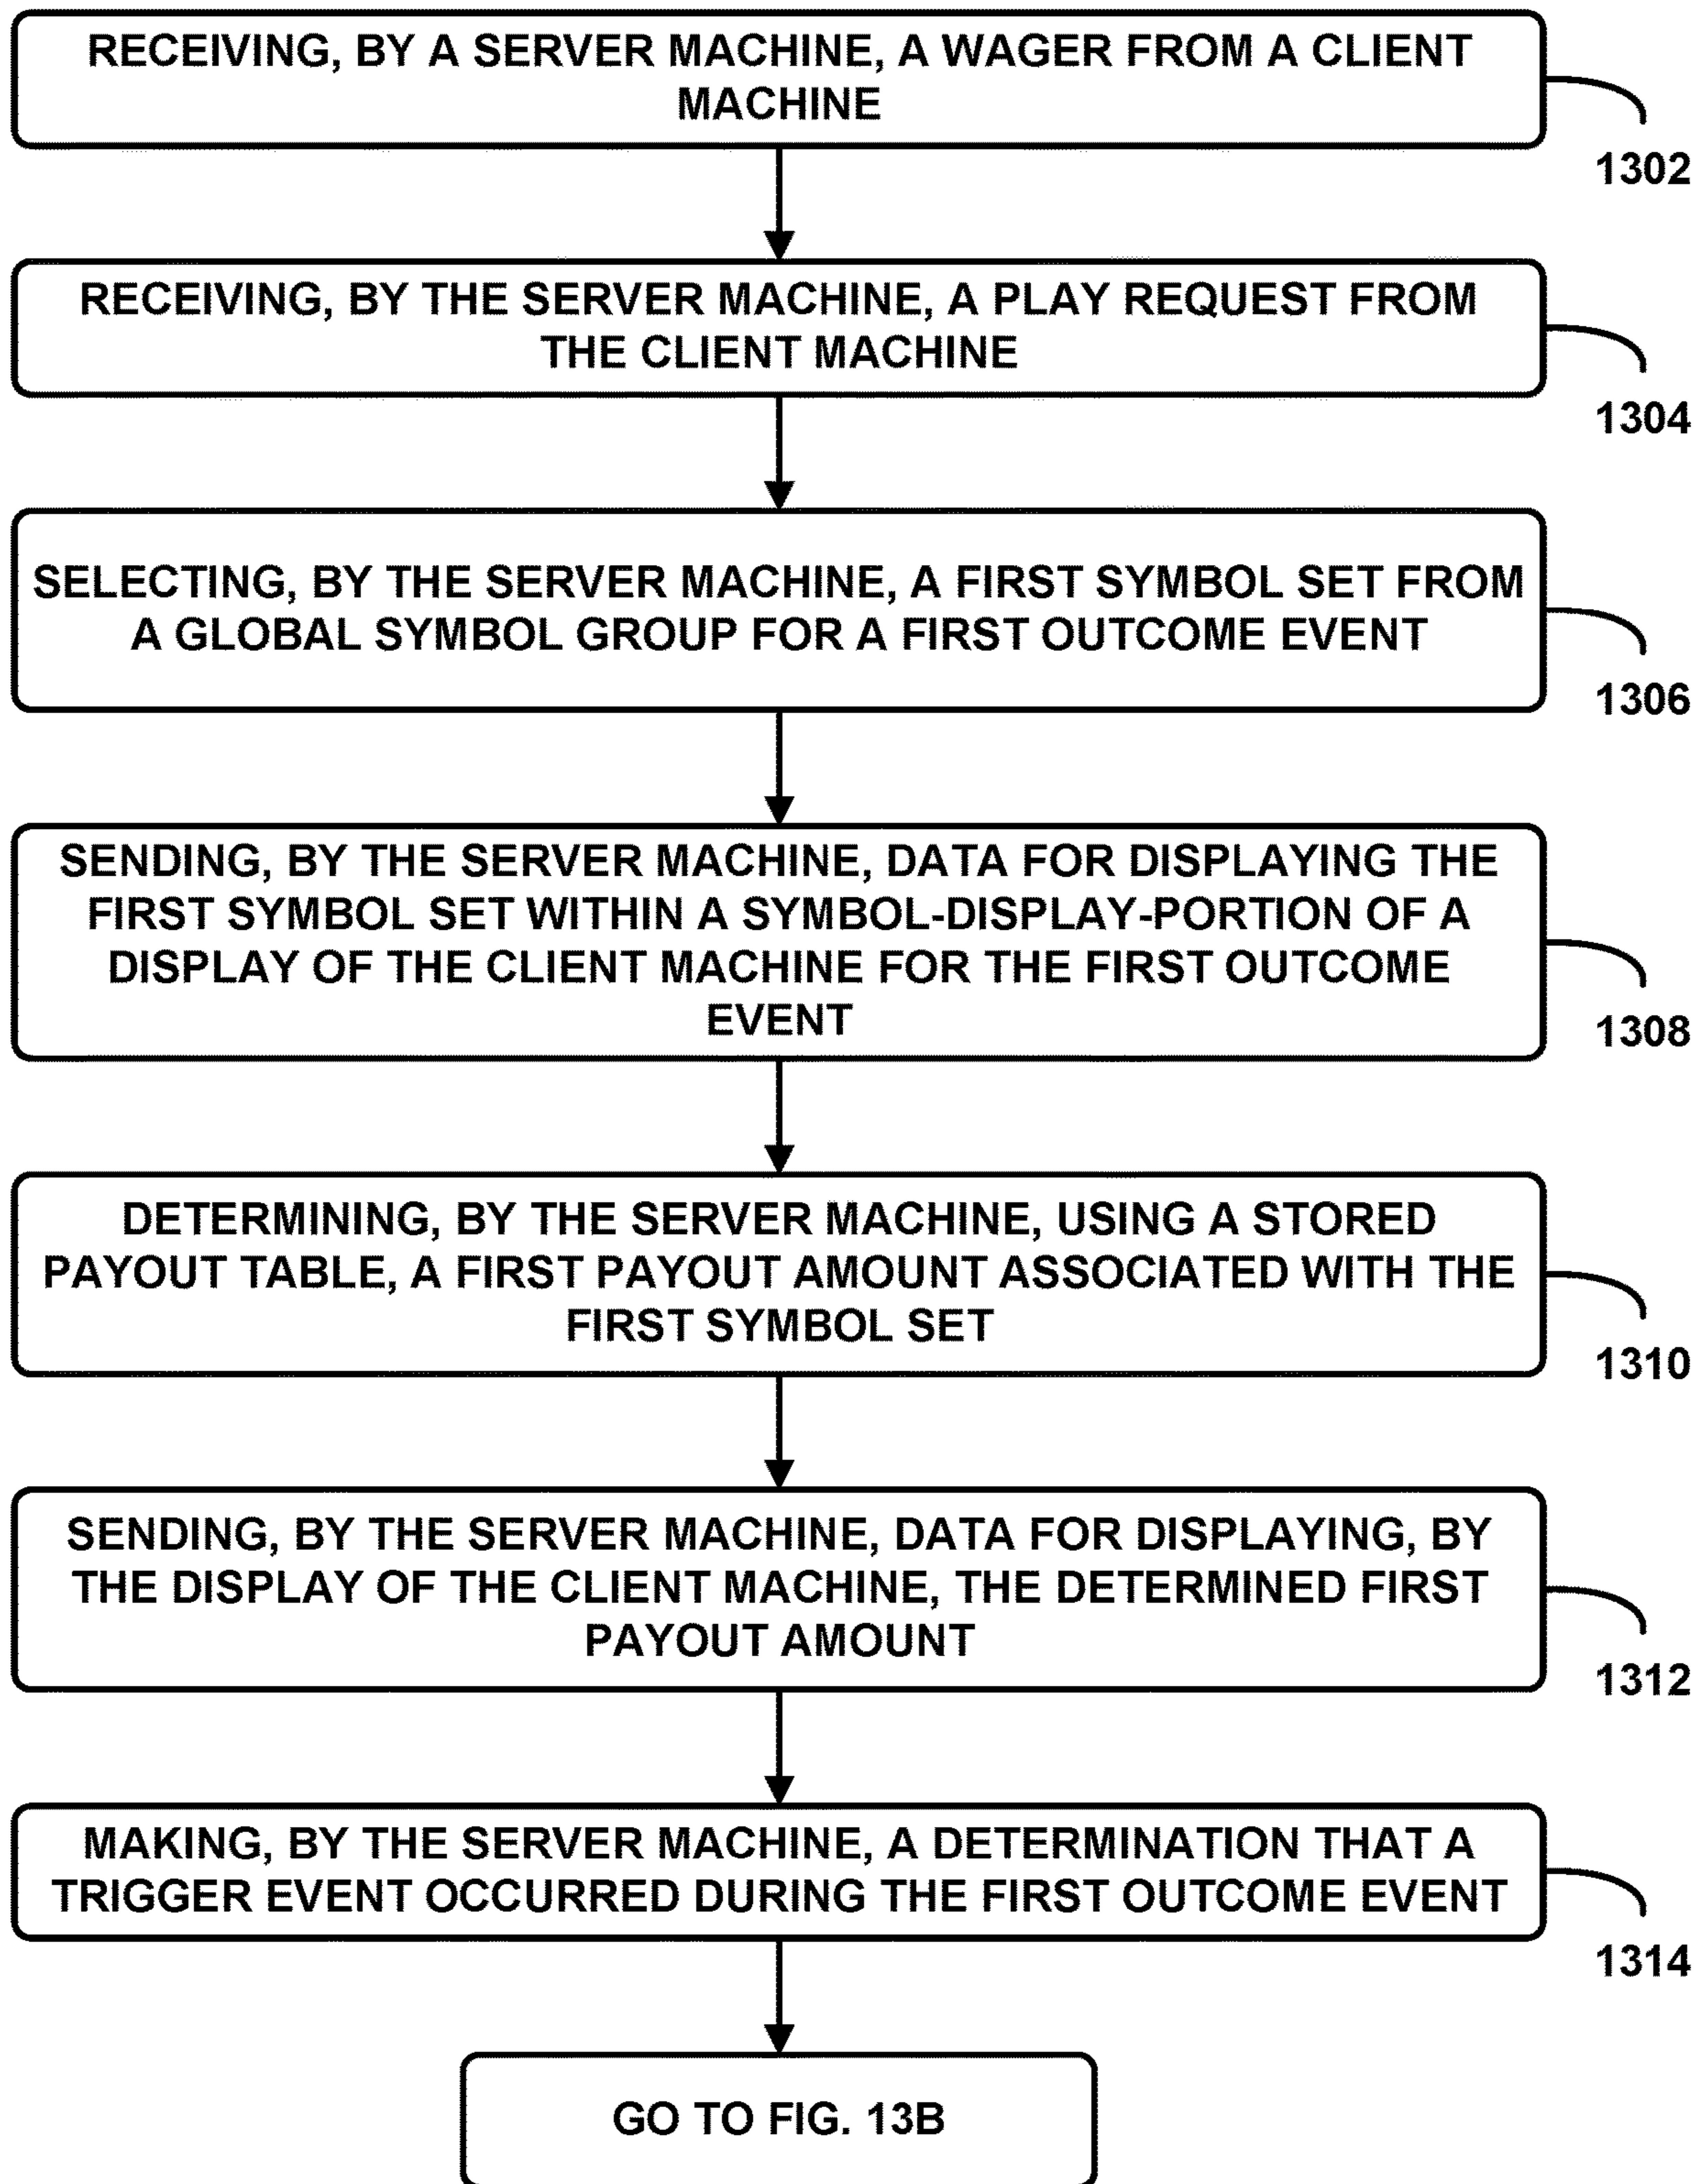 RECEIVING, BY A SERVER MACHINE, A WAGER FROM A CLIENT
MACHINE
1302
RECEIVING, BY THE SERVER MACHINE, A PLAY REQUEST FROM
THE CLIENT MACHINE
1304
SELECTING, BY THE SERVER MACHINE, A FIRST SYMBOL SET FROM
A GLOBAL SYMBOL GROUP FOR A FIRST OUTCOME EVENT
1306
SENDING, BY THE SERVER MACHINE, DATA FOR DISPLAYING THE
FIRST SYMBOL SET WITHIN A SYMBOL-DISPLAY-PORTION OF A
DISPLAY OF THE CLIENT MACHINE FOR THE FIRST OUTCOME
EVENT
1308
DETERMINING, BY THE SERVER MACHINE, USING A STORED
PAYOUT TABLE, A FIRST PAYOUT AMOUNT ASSOCIATED WITH THE
FIRST SYMBOL SET
1310
SENDING, BY THE SERVER MACHINE, DATA FOR DISPLAYING, BY
THE DISPLAY OF THE CLIENT MACHINE, THE DETERMINED FIRST
PAYOUT AMOUNT
1312
MAKING, BY THE SERVER MACHINE, A DETERMINATION THAT A
TRIGGER EVENT OCCURRED DURING THE FIRST OUTCOME EVENT
1314
GO TO FIG. 13B